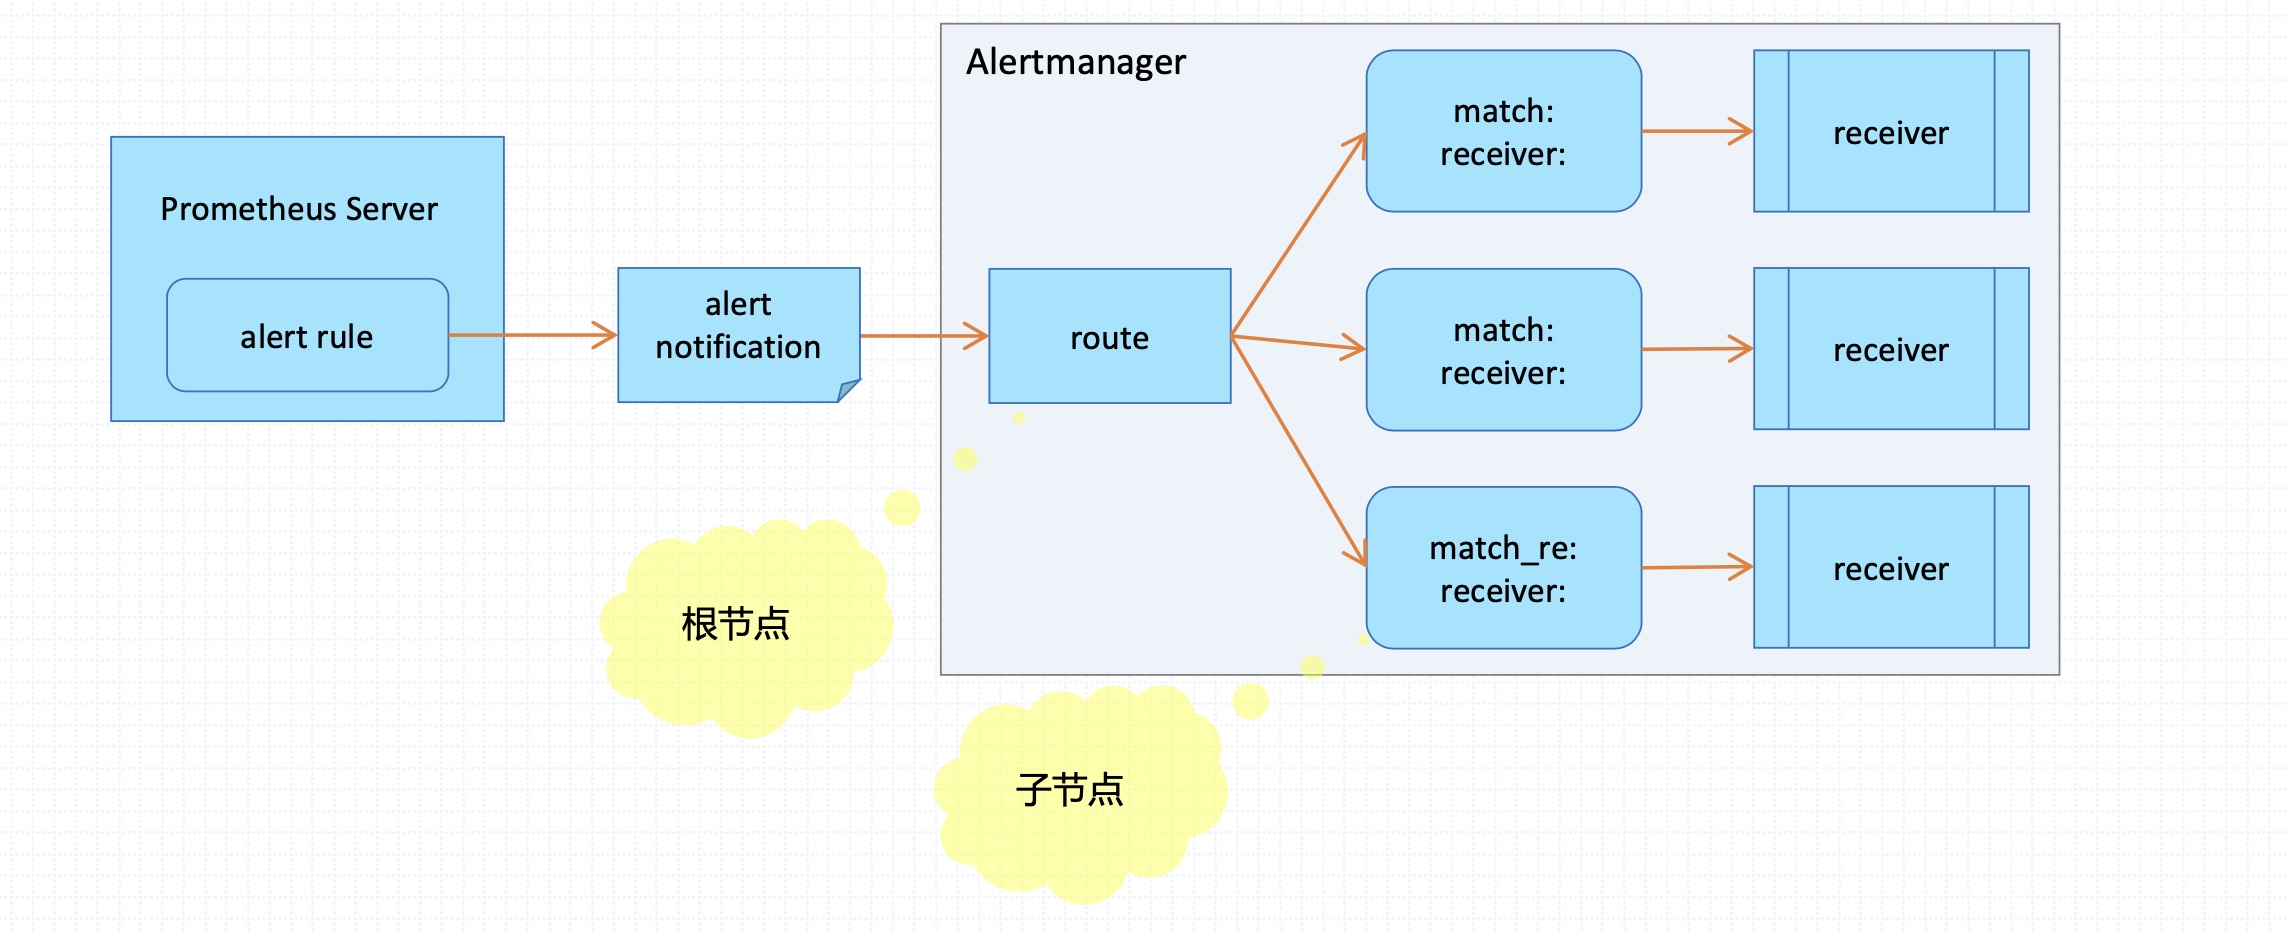 Alertmanager
Prometheus Server
alert rule
alert
notification
route
match:
receiver:
receiver
match:
receiver:
receiver
match_re:
receiver:
receiver
根节点
子节点